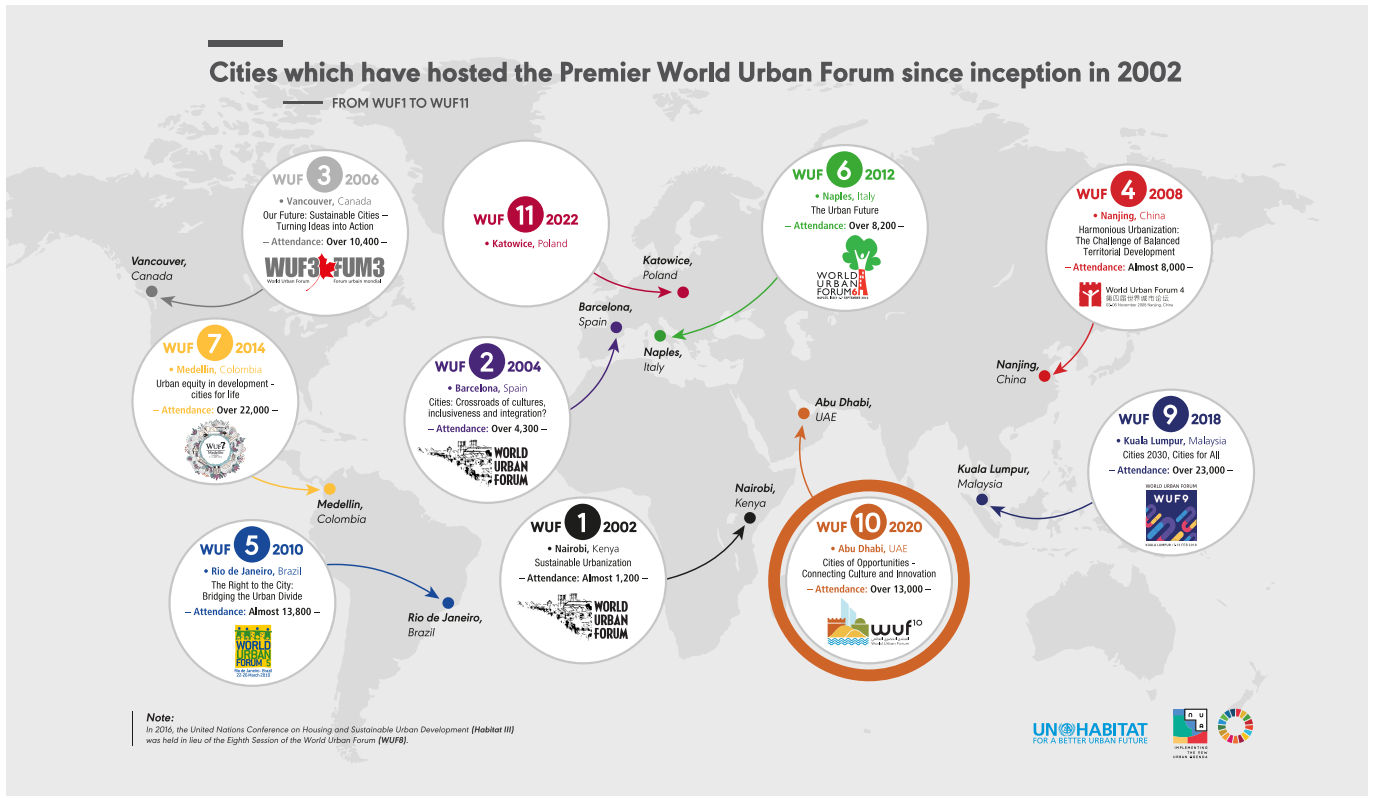 Cities which have hosted the Premier World Urban Forum since inception in 2002
FROM WUF1 TO WUF11
WUF 3 2006
• Vancouver, Canada
Our Future: Sustainable Cities –
Turning Ideas into Action
– Attendance: Over 10,400 –
WUF3 FUM3
World Urban Forum Forum urbain mondial
Vancouver,
Canada
WUF 11 2022
• Katowice, Poland
Katowice,
Poland
WUF 6 2012
• Naples, Italy
The Urban Future
– Attendance: Over 8,200 –
WORLD
URBAN
FORUM6
Naples,
Italy
WUF 4 2008
• Nanjing, China
Harmonious Urbanization:
The Challenge of Balanced
Territorial Development
– Attendance: Almost 8,000 –
World Urban Forum 4
第四届世界城市论坛
Nanjing,
China
WUF 7 2014
• Medellin, Colombia
Urban equity in development -
cities for life
– Attendance: Over 22,000 –
WUF7
Medellin
Medellin,
Colombia
WUF 2 2004
• Barcelona, Spain
Cities: Crossroads of cultures,
inclusiveness and integration?
– Attendance: Over 4,300 –
WORLD
URBAN
FORUM
Barcelona,
Spain
Abu Dhabi,
UAE
WUF 9 2018
• Kuala Lumpur, Malaysia
Cities 2030, Cities for All
– Attendance: Over 23,000 –
WORLD URBAN FORUM
WUF9
KUALA LUMPUR
Kuala Lumpur,
Malaysia
Nairobi,
Kenya
WUF 1 2002
• Nairobi, Kenya
Sustainable Urbanization
– Attendance: Almost 1,200 –
WORLD
URBAN
FORUM
WUF 10 2020
• Abu Dhabi, UAE
Cities of Opportunities -
Connecting Culture and Innovation
– Attendance: Over 13,000 –
wuf10
World Urban Forum
WUF 5 2010
• Rio de Janeiro, Brazil
The Right to the City:
Bridging the Urban Divide
– Attendance: Almost 13,800 –
WORLD
URBAN
FORUM 5
Rio de Janeiro - Brazil
22-26 March 2010
Rio de Janeiro,
Brazil
Note:
In 2016, the United Nations Conference on Housing and Sustainable Urban Development (Habitat III)
was held in lieu of the Eighth Session of the World Urban Forum (WUF8).
UN HABITAT
FOR A BETTER URBAN FUTURE
N U
A
IMPLEMENTING
THE NEW
URBAN AGENDA